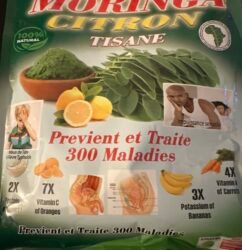 MORINGA
CITRON
TISANE
100%
NATURAL
Previent et Traite
300 Maladies
2X
7X
Vitamin C
of Oranges
4X
Vitamin A
of Carrots
3X
Potassium of
Bananas
Previent et Traite 300 Maladies